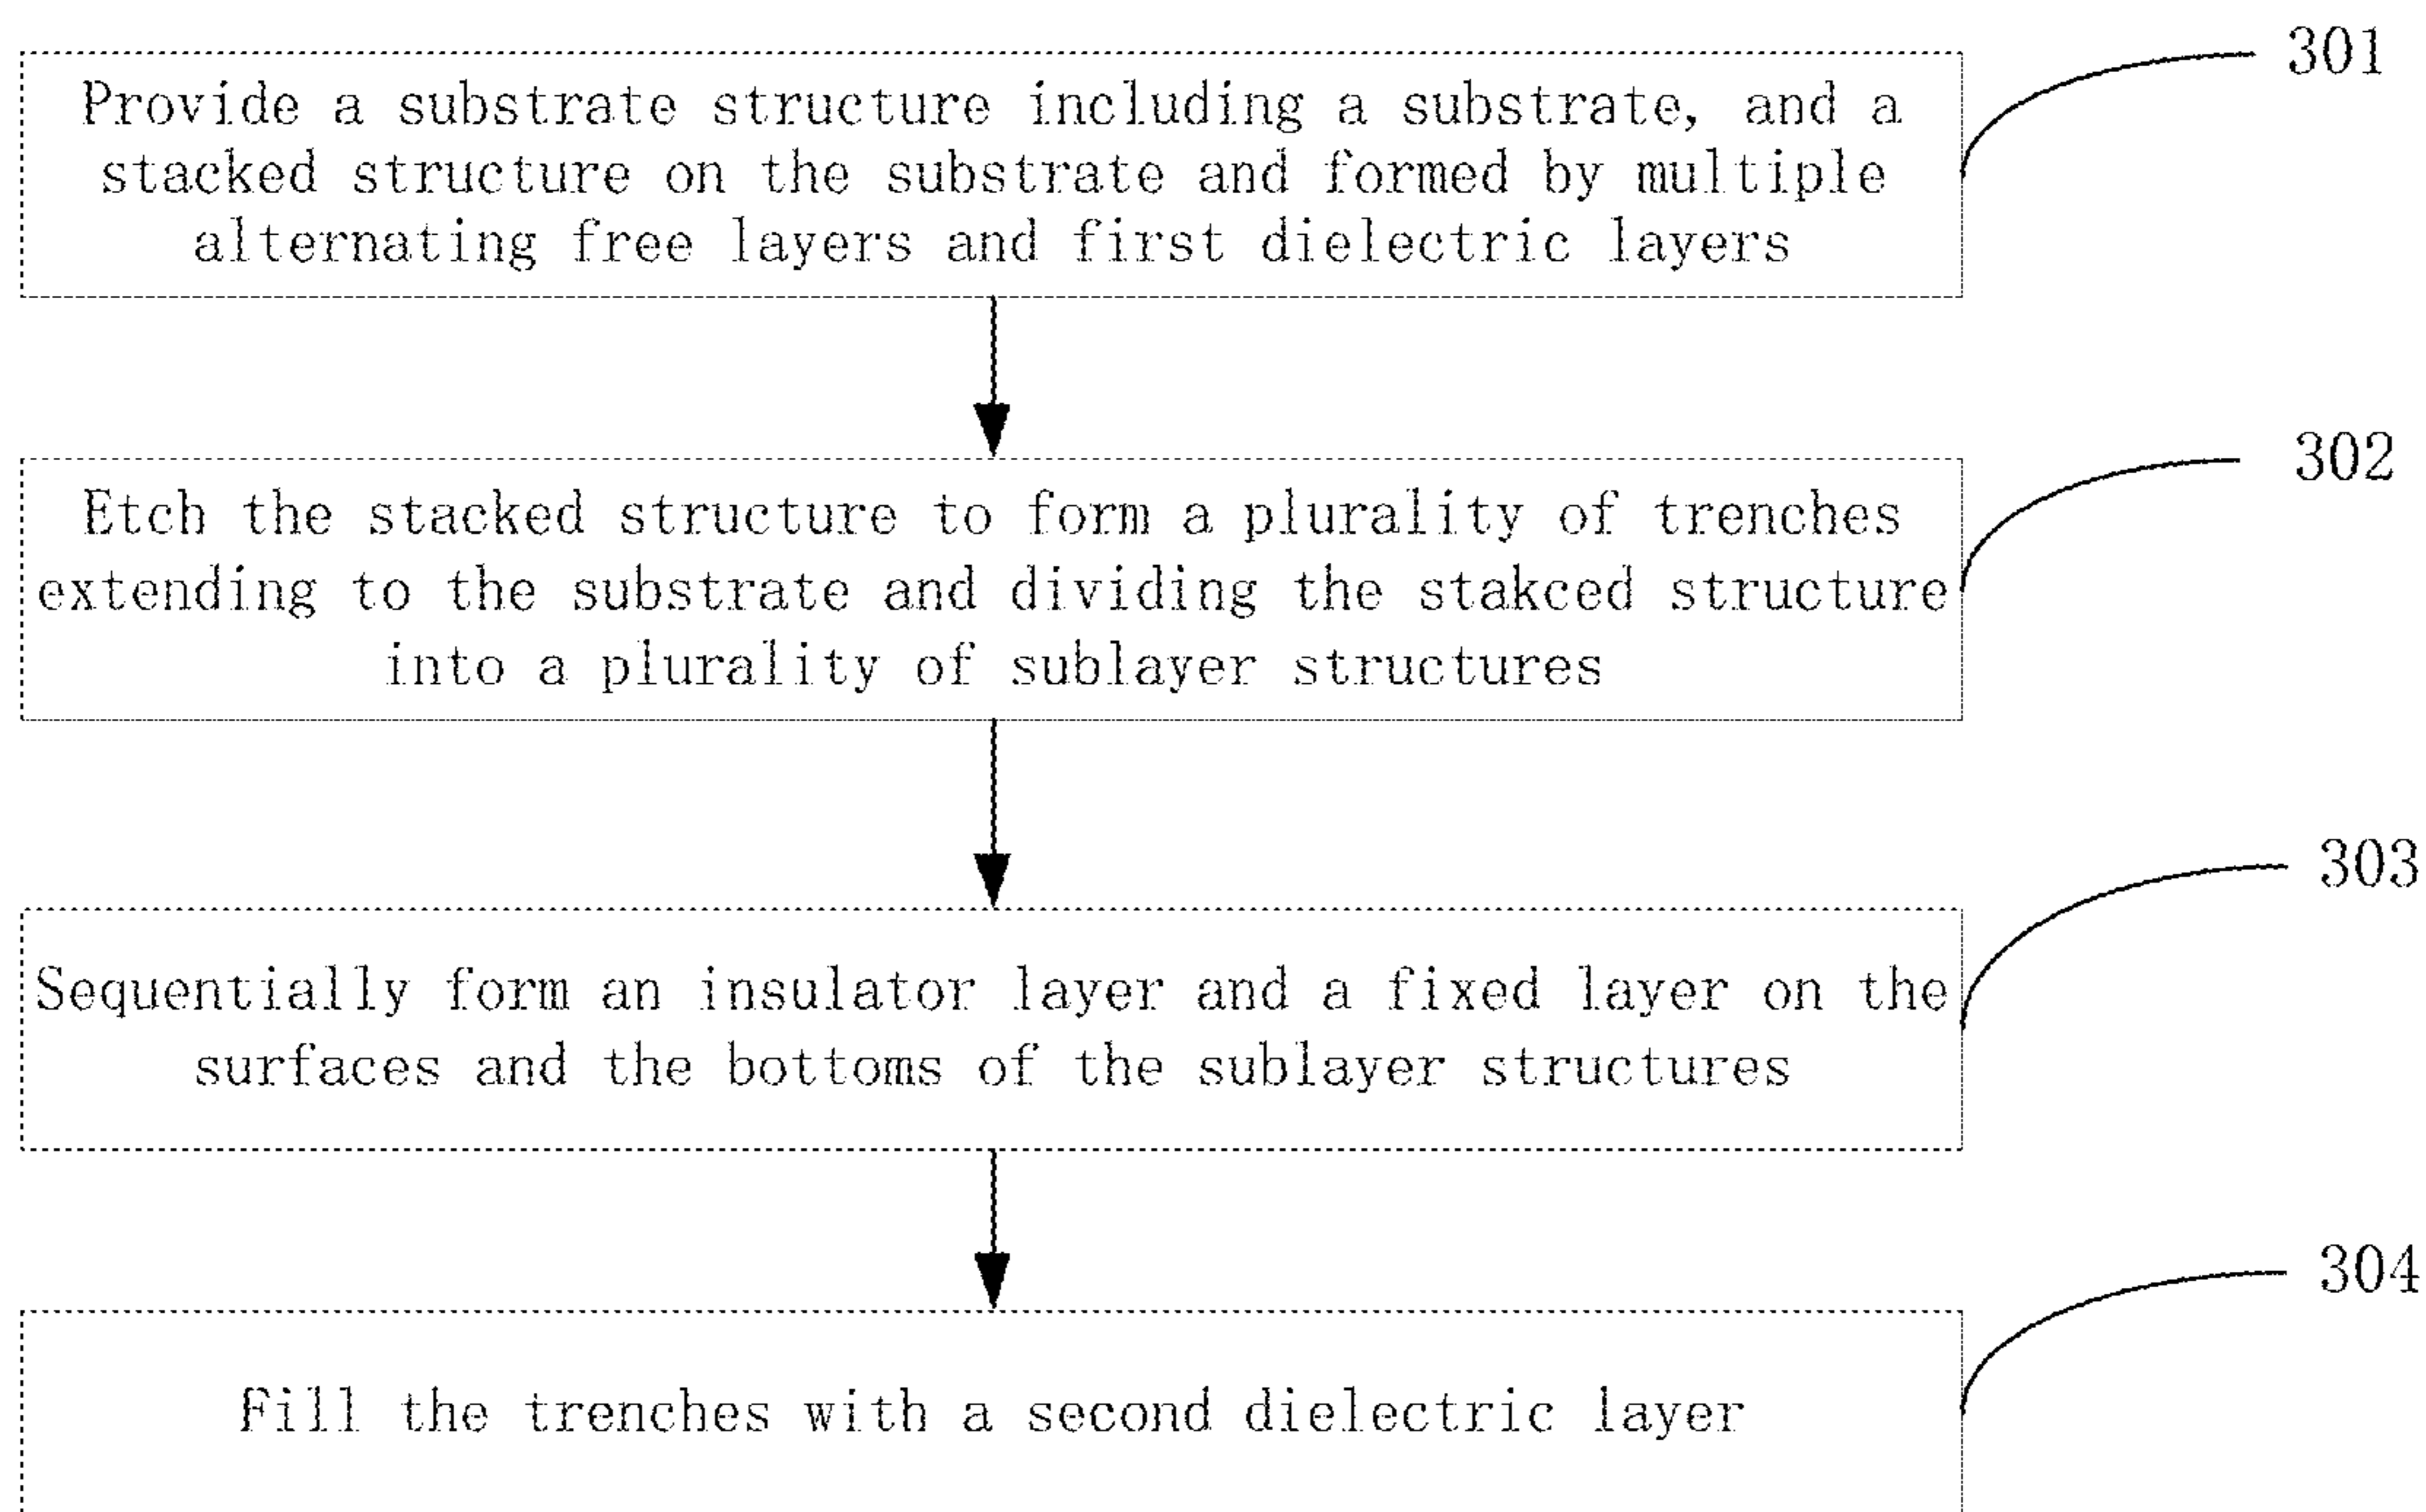 301
Provide a substrate structure including a substrate, and a
stacked structure on the substrate and formed by multiple
alternating free layers and first dielectric layers
302
Etch the stacked structure to form a plurality of trenches
extending to the substrate and dividing the stakced structure
into a plurality of sublayer structures
303
Sequentially form an insulator layer and a fixed layer on the
surfaces and the bottoms of the sublayer structures
304
Fill the trenches with a second dielectric layer